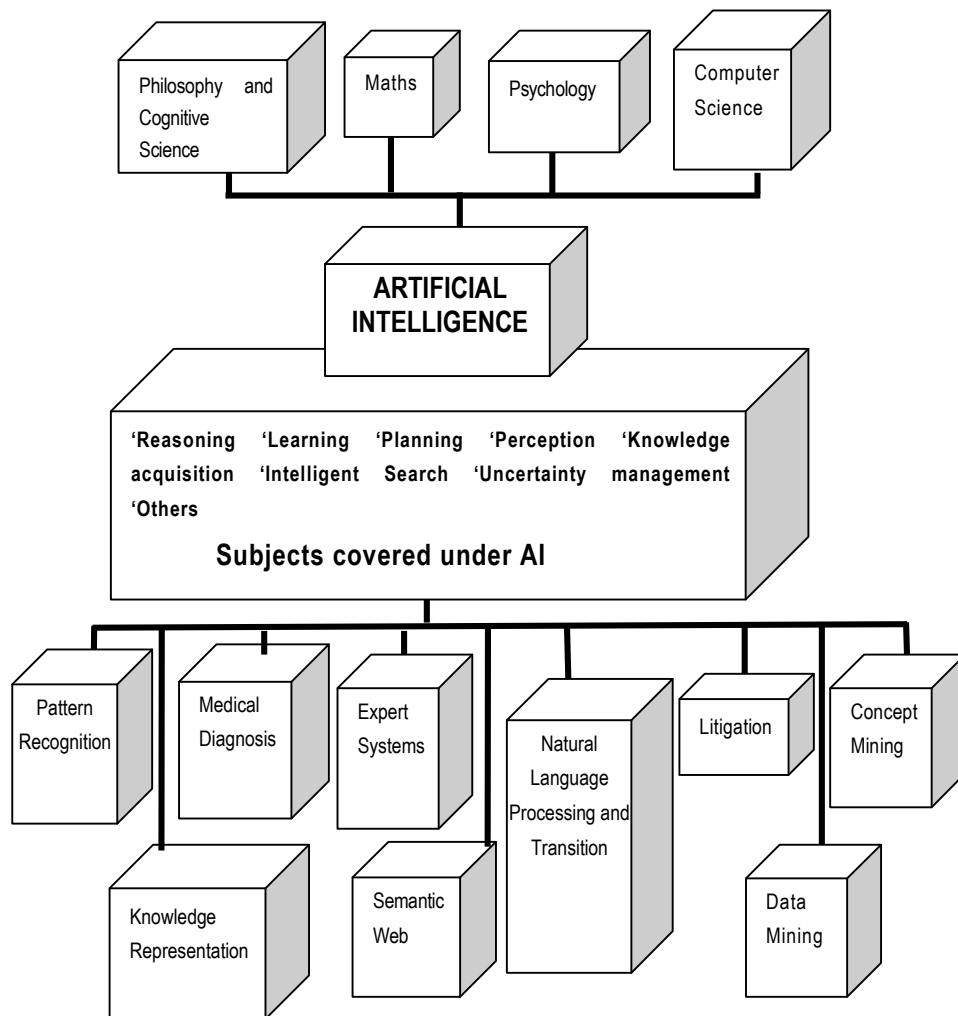 Philosophy and
Cognitive
Science
Maths
Psychology
Computer
Science
ARTIFICIAL
INTELLIGENCE
‘Reasoning ‘Learning ‘Planning ‘Perception ‘Knowledge
acquisition ‘Intelligent Search ‘Uncertainty management
‘Others
Subjects covered under AI
Pattern
Recognition
Medical
Diagnosis
Expert
Systems
Natural
Language
Processing and
Transition
Litigation
Concept
Mining
Knowledge
Representation
Semantic
Web
Data
Mining